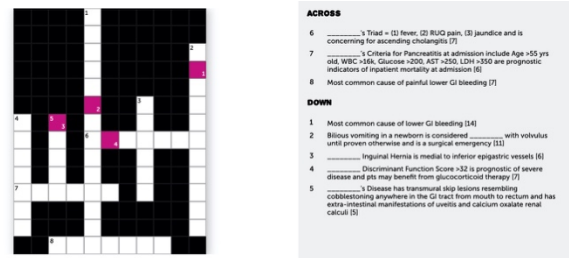 1
2
1
2
3
4
5
3
6
4
7
8
ACROSS
6 ________'s Triad = (1) fever, (2) RUQ pain, (3) jaundice and is
concerning for ascending cholangitis [7]
7 ________'s Criteria for Pancreatitis at admission include Age >55 yrs
old, WBC >16k, Glucose >200, AST >250, LDH >350 are prognostic
indicators of inpatient mortality at admission [6]
8 Most common cause of painful lower GI bleeding [7]
DOWN
1 Most common cause of lower GI bleeding [14]
2 Bilious vomiting in a newborn is considered ________ with volvulus
until proven otherwise and is a surgical emergency [11]
3 ________ Inguinal Hernia is medial to inferior epigastric vessels [6]
4 ________ Discriminant Function Score >32 is prognostic of severe
disease and pts may benefit from glucocorticoid therapy [7]
5 ________'s Disease has transmural skip lesions resembling
cobblestoning anywhere in the GI tract from mouth to rectum and has
extra-intestinal manifestations of uveitis and calcium oxalate renal
calculi [5]